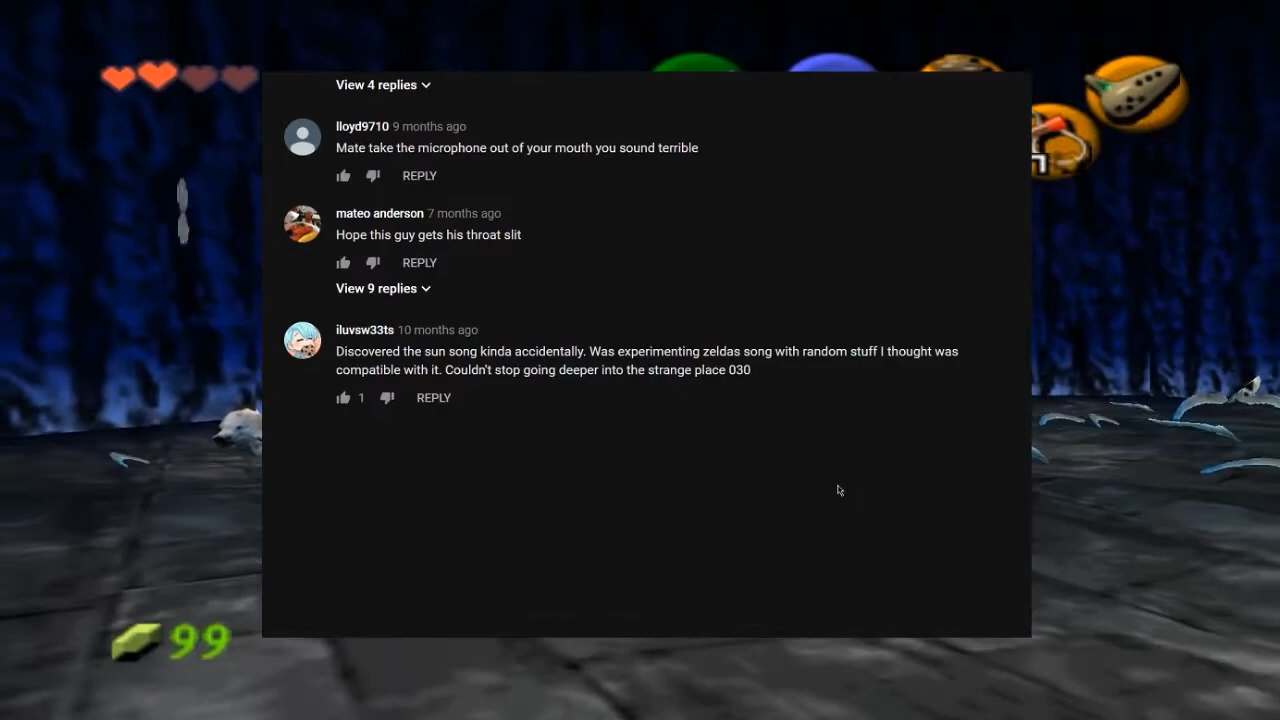 View 4 replies
lloyd9710 9 months ago
Mate take the microphone out of your mouth you sound terrible
REPLY
mateo anderson 7 months ago
Hope this guy gets his throat slit
REPLY
View 9 replies
iluvsw33ts 10 months ago
Discovered the sun song kinda accidentally. Was experimenting zeldas song with random stuff I thought was
compatible with it. Couldn't stop going deeper into the strange place 030
1 REPLY
99